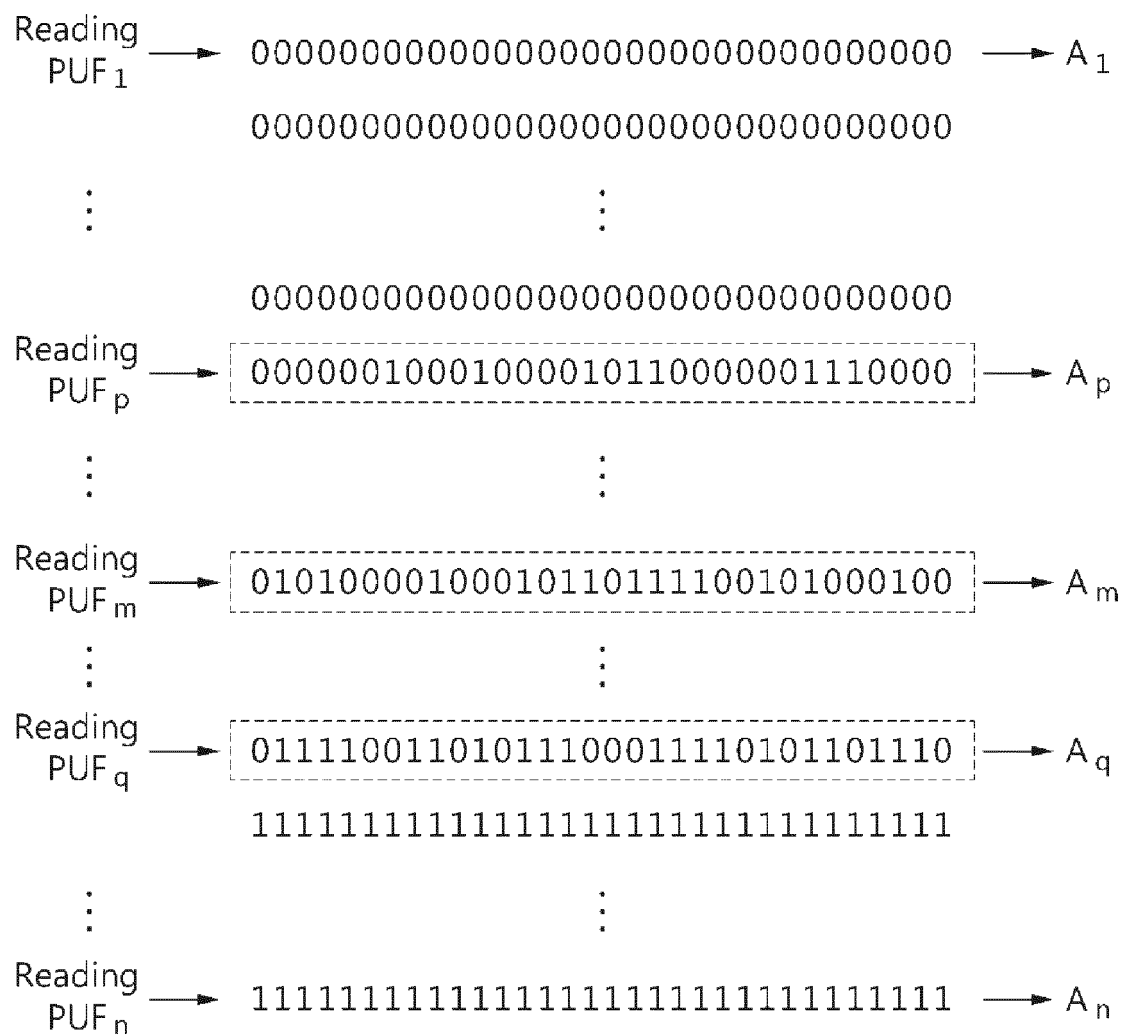 Reading PUF1 → 00000000000000000000000000000000 → A1
00000000000000000000000000000000
⋮ ⋮
00000000000000000000000000000000
Reading PUFp → 00000010001000010110000001110000 → Ap
⋮ ⋮
Reading PUFm → 01010000100010110111100101000100 → Am
⋮ ⋮
Reading PUFq → 01111001101011100011110101101110 → Aq
11111111111111111111111111111111
⋮ ⋮
Reading PUFn → 11111111111111111111111111111111 → An